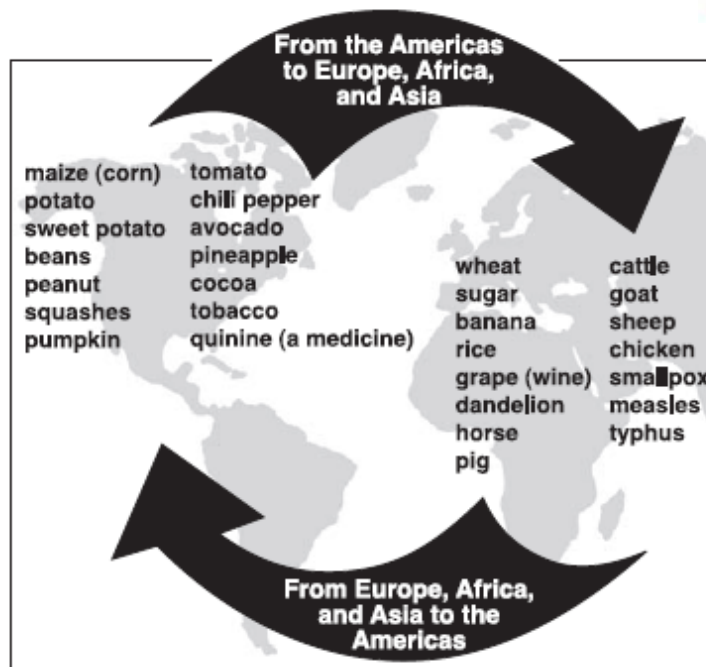 From the Americas
to Europe, Africa,
and Asia
maize (corn)
potato
sweet potato
beans
peanut
squashes
pumpkin
tomato
chili pepper
avocado
pineapple
cocoa
tobacco
quinine (a medicine)
wheat
sugar
banana
rice
grape (wine)
dandelion
horse
pig
cattle
goat
sheep
chicken
smallpox
measles
typhus
From Europe, Africa,
and Asia to the
Americas